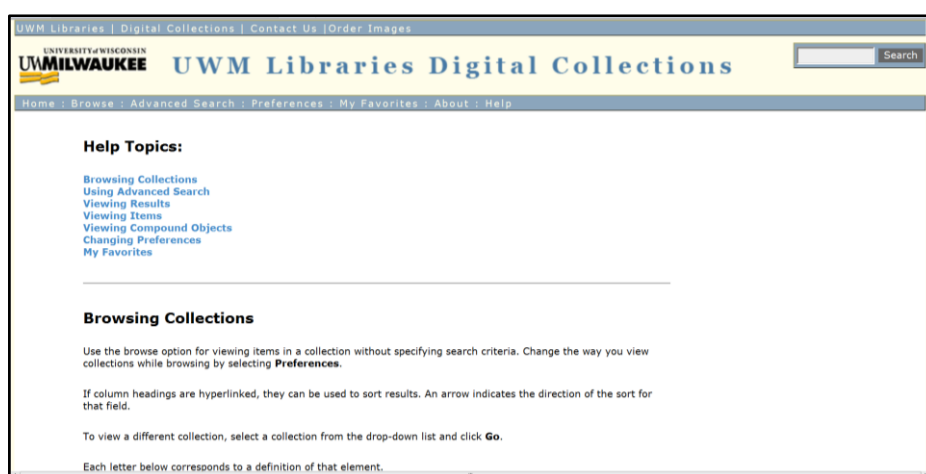 UWM Libraries | Digital Collections | Contact Us |Order Images
UNIVERSITY of WISCONSIN
UWMILWAUKEE
UWM Libraries Digital Collections
Search
Home : Browse : Advanced Search : Preferences : My Favorites : About : Help
Help Topics:
Browsing Collections
Using Advanced Search
Viewing Results
Viewing Items
Viewing Compound Objects
Changing Preferences
My Favorites
Browsing Collections
Use the browse option for viewing items in a collection without specifying search criteria. Change the way you view
collections while browsing by selecting Preferences.
If column headings are hyperlinked, they can be used to sort results. An arrow indicates the direction of the sort for
that field.
To view a different collection, select a collection from the drop-down list and click Go.
Each letter below corresponds to a definition of that element.